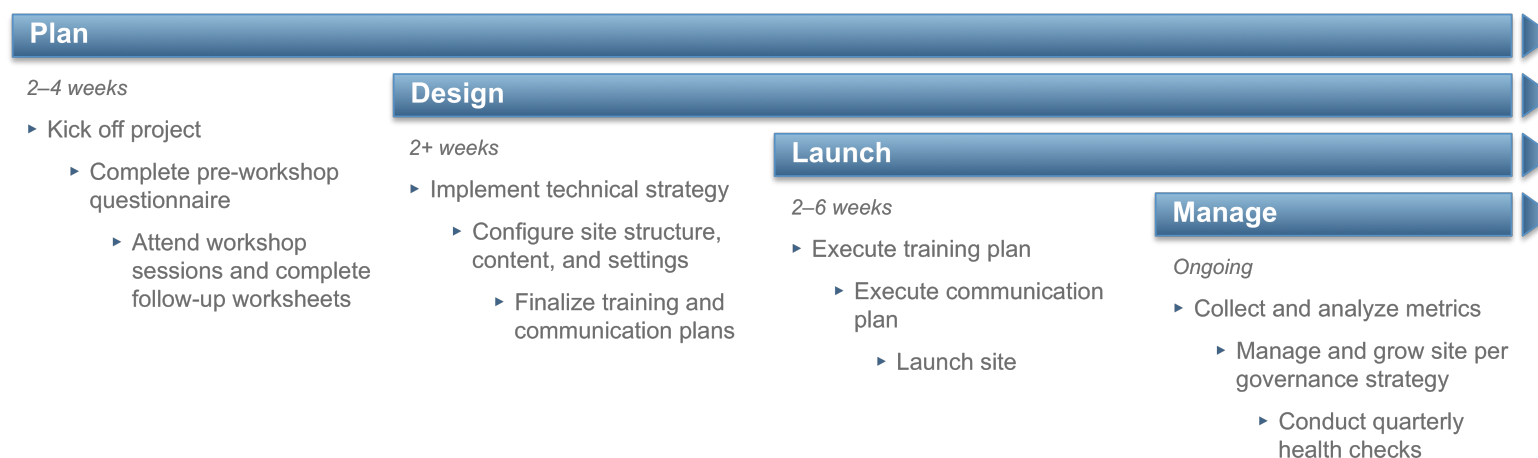 Plan
2–4 weeks
Kick off project
Complete pre-workshop
questionnaire
Attend workshop
sessions and complete
follow-up worksheets
Design
2+ weeks
Implement technical strategy
Configure site structure,
content, and settings
Finalize training and
communication plans
Launch
2–6 weeks
Execute training plan
Execute communication
plan
Launch site
Manage
Ongoing
Collect and analyze metrics
Manage and grow site per
governance strategy
Conduct quarterly
health checks